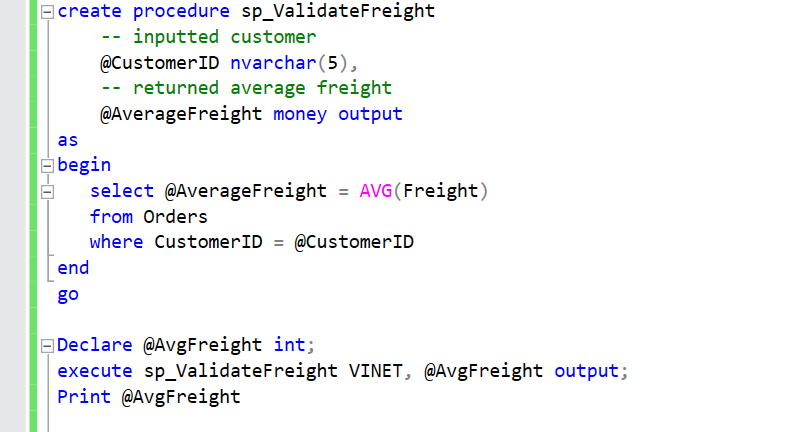 create procedure sp_ValidateFreight
-- inputted customer
@CustomerID nvarchar(5),
-- returned average freight
@AverageFreight money output
as
begin
select @AverageFreight = AVG(Freight)
from Orders
where CustomerID = @CustomerID
end
go
Declare @AvgFreight int;
execute sp_ValidateFreight VINET, @AvgFreight output;
Print @AvgFreight